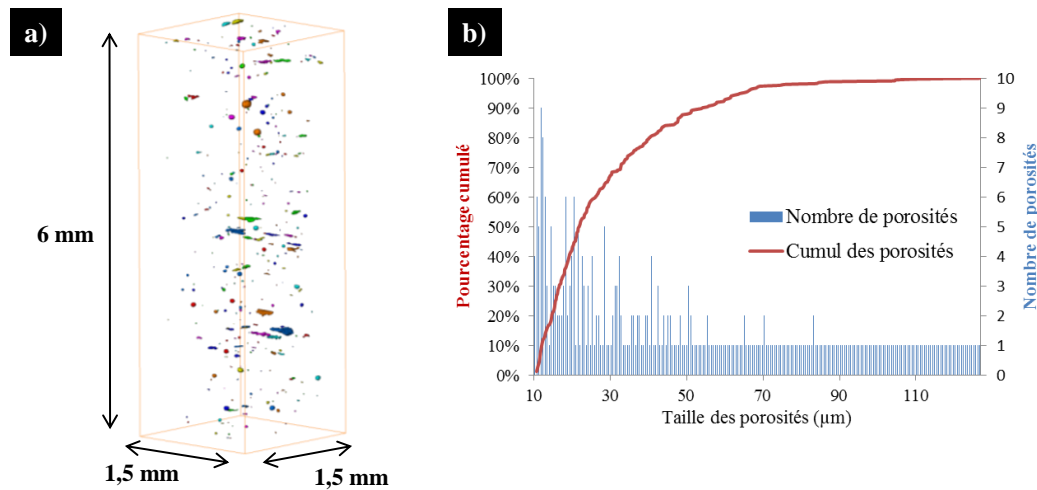 a)
6 mm
1,5 mm
1,5 mm
b)
Pourcentage cumulé
100%
90%
80%
70%
60%
50%
40%
30%
20%
10%
0%
10
9
8
7
6
5
4
3
2
1
0
Nombre de porosités
Nombre de porosités
Cumul des porosités
10
30
50
70
90
110
Taille des porosités (µm)